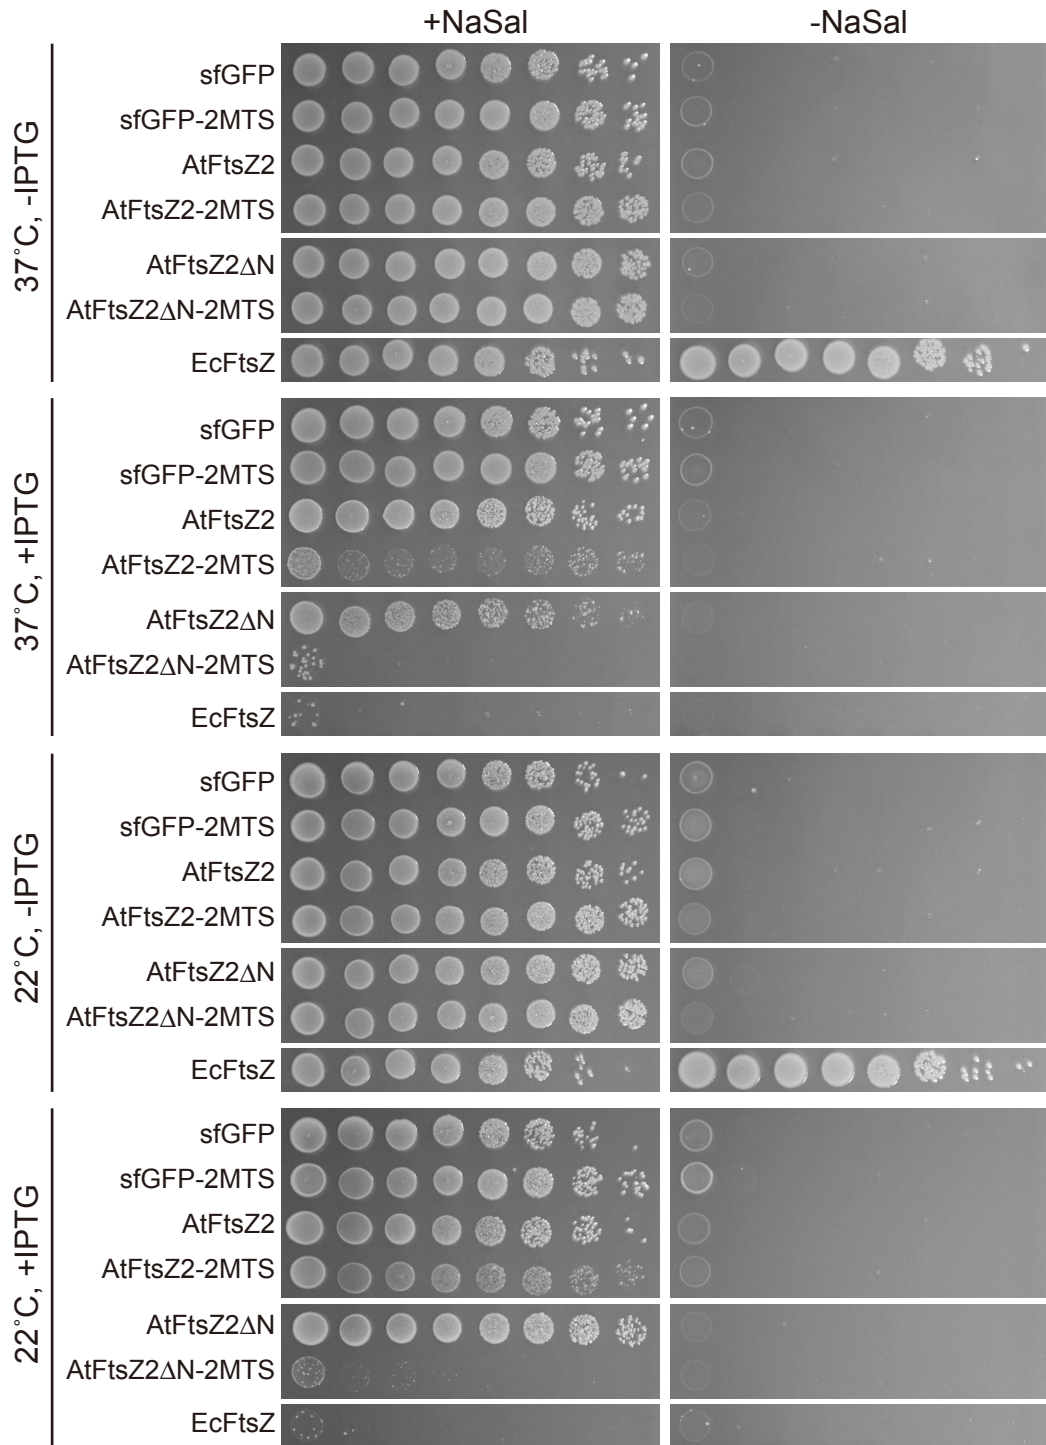 +NaSal -NaSal
37°C, -IPTG
sfGFP
sfGFP-2MTS
AtFtsZ2
AtFtsZ2-2MTS
AtFtsZ2ΔN
AtFtsZ2ΔN-2MTS
EcFtsZ
37°C, +IPTG
sfGFP
sfGFP-2MTS
AtFtsZ2
AtFtsZ2-2MTS
AtFtsZ2ΔN
AtFtsZ2ΔN-2MTS
EcFtsZ
22°C, -IPTG
sfGFP
sfGFP-2MTS
AtFtsZ2
AtFtsZ2-2MTS
AtFtsZ2ΔN
AtFtsZ2ΔN-2MTS
EcFtsZ
22°C, +IPTG
sfGFP
sfGFP-2MTS
AtFtsZ2
AtFtsZ2-2MTS
AtFtsZ2ΔN
AtFtsZ2ΔN-2MTS
EcFtsZ